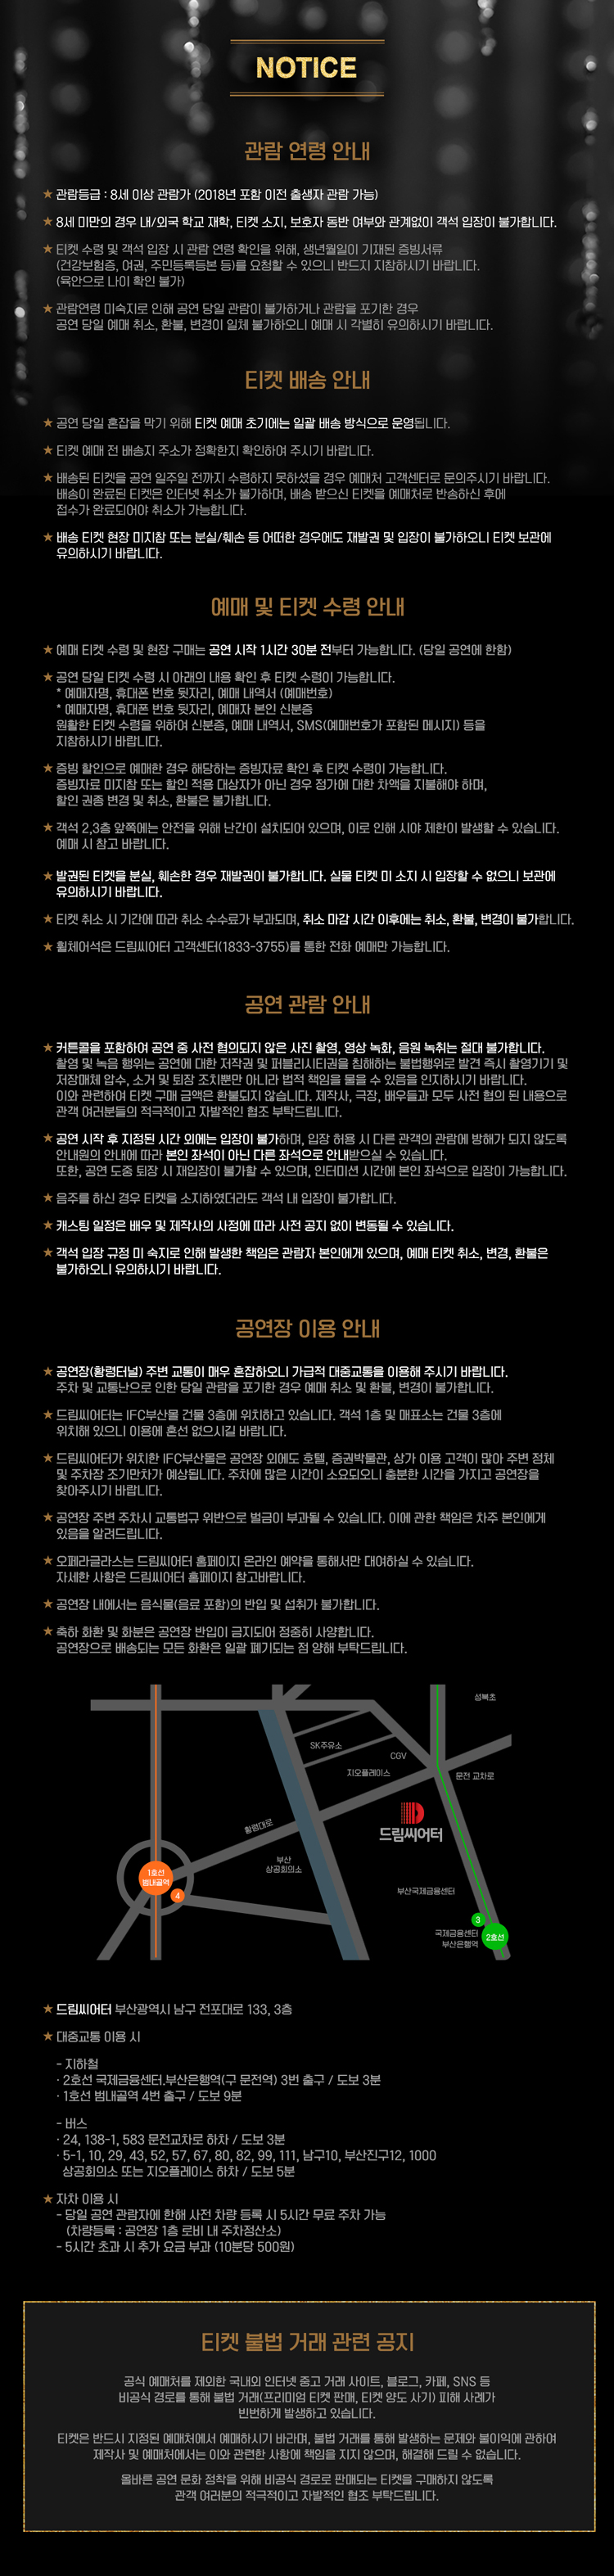 NOTICE
관람 연령 안내
★ 관람등급 : 8세 이상 관람가 (2018년 포함 이전 출생자 관람 가능)
★ 8세 미만의 경우 내/외국 학교 재학, 티켓 소지, 보호자 동반 여부와 관계없이 객석 입장이 불가합니다.
★ 티켓 수령 및 객석 입장 시 관람 연령 확인을 위해, 생년월일이 기재된 증빙서류
(건강보험증, 여권, 주민등록등본 등)를 요청할 수 있으니 반드지 지참하시기 바랍니다.
(육안으로 나이 확인 불가)
★ 관람연령 미숙지로 인해 공연 당일 관람이 불가하거나 관람을 포기한 경우
공연 당일 예매 취소, 환불, 변경이 일체 불가하오니 예매 시 각별히 유의하시기 바랍니다.
티켓 배송 안내
★ 공연 당일 혼잡을 막기 위해 티켓 예매 초기에는 일괄 배송 방식으로 운영됩니다.
★ 티켓 예매 전 배송지 주소가 정확한지 확인하여 주시기 바랍니다.
★ 배송된 티켓을 공연 일주일 전까지 수령하지 못하셨을 경우 예매처 고객센터로 문의주시기 바랍니다.
배송이 완료된 티켓은 인터넷 취소가 불가하며, 배송 받으신 티켓을 예매처로 반송하신 후에
접수가 완료되어야 취소가 가능합니다.
★ 배송 티켓 현장 미지참 또는 분실/훼손 등 어떠한 경우에도 재발권 및 입장이 불가하오니 티켓 보관에
유의하시기 바랍니다.
예매 및 티켓 수령 안내
★ 예매 티켓 수령 및 현장 구매는 공연 시작 1시간 30분 전부터 가능합니다. (당일 공연에 한함)
★ 공연 당일 티켓 수령 시 아래의 내용 확인 후 티켓 수령이 가능합니다.
* 예매자명, 휴대폰 번호 뒷자리, 예매 내역서 (예매번호)
* 예매자명, 휴대폰 번호 뒷자리, 예매자 본인 신분증
원활한 티켓 수령을 위하여 신분증, 예매 내역서, SMS(예매번호가 포함된 메시지) 등을
지참하시기 바랍니다.
★ 증빙 할인으로 예매한 경우 해당하는 증빙자료 확인 후 티켓 수령이 가능합니다.
증빙자료 미지참 또는 할인 적용 대상자가 아닌 경우 정가에 대한 차액을 지불해야 하며,
할인 권종 변경 및 취소, 환불은 불가합니다.
★ 객석 2,3층 앞쪽에는 안전을 위해 난간이 설치되어 있으며, 이로 인해 시야 제한이 발생할 수 있습니다.
예매 시 참고 바랍니다.
★ 발권된 티켓을 분실, 훼손한 경우 재발권이 불가합니다. 실물 티켓 미 소지 시 입장할 수 없으니 보관에
유의하시기 바랍니다.
★ 티켓 취소 시 기간에 따라 취소 수수료가 부과되며, 취소 마감 시간 이후에는 취소, 환불, 변경이 불가합니다.
★ 휠체어석은 드림씨어터 고객센터(1833-3755)를 통한 전화 예매만 가능합니다.
공연 관람 안내
★ 커튼콜을 포함하여 공연 중 사전 협의되지 않은 사진 촬영, 영상 녹화, 음원 녹취는 절대 불가합니다.
촬영 및 녹음 행위는 공연에 대한 저작권 및 퍼블리시티권을 침해하는 불법행위로 발견 즉시 촬영기기 및
저장매체 압수, 소거 및 퇴장 조치뿐만 아니라 법적 책임을 물을 수 있음을 인지하시기 바랍니다.
이와 관련하여 티켓 구매 금액은 환불되지 않습니다. 제작사, 극장, 배우들과 모두 사전 협의 된 내용으로
관객 여러분들의 적극적이고 자발적인 협조 부탁드립니다.
★ 공연 시작 후 지정된 시간 외에는 입장이 불가하며, 입장 허용 시 다른 관객의 관람에 방해가 되지 않도록
안내원의 안내에 따라 본인 좌석이 아닌 다른 좌석으로 안내받으실 수 있습니다.
또한, 공연 도중 퇴장 시 재입장이 불가할 수 있으며, 인터미션 시간에 본인 좌석으로 입장이 가능합니다.
★ 음주를 하신 경우 티켓을 소지하였더라도 객석 내 입장이 불가합니다.
★ 캐스팅 일정은 배우 및 제작사의 사정에 따라 사전 공지 없이 변동될 수 있습니다.
★ 객석 입장 규정 미 숙지로 인해 발생한 책임은 관람자 본인에게 있으며, 예매 티켓 취소, 변경, 환불은
불가하오니 유의하시기 바랍니다.
공연장 이용 안내
★ 공연장(황령터널) 주변 교통이 매우 혼잡하오니 가급적 대중교통을 이용해 주시기 바랍니다.
주차 및 교통난으로 인한 당일 관람을 포기한 경우 예매 취소 및 환불, 변경이 불가합니다.
★ 드림씨어터는 IFC부산몰 건물 3층에 위치하고 있습니다. 객석 1층 및 매표소는 건물 3층에
위치해 있으니 이용에 혼선 없으시길 바랍니다.
★ 드림씨어터가 위치한 IFC부산몰은 공연장 외에도 호텔, 증권박물관, 상가 이용 고객이 많아 주변 정체
및 주차장 조기만차가 예상됩니다. 주차에 많은 시간이 소요되오니 충분한 시간을 가지고 공연장을
찾아주시기 바랍니다.
★ 공연장 주변 주차시 교통법규 위반으로 벌금이 부과될 수 있습니다. 이에 관한 책임은 차주 본인에게
있음을 알려드립니다.
★ 오페라글라스는 드림씨어터 홈페이지 온라인 예약을 통해서만 대여하실 수 있습니다.
자세한 사항은 드림씨어터 홈페이지 참고바랍니다.
★ 공연장 내에서는 음식물(음료 포함)의 반입 및 섭취가 불가합니다.
★ 축하 화환 및 화분은 공연장 반입이 금지되어 정중히 사양합니다.
공연장으로 배송되는 모든 화환은 일괄 폐기되는 점 양해 부탁드립니다.
성북초
SK주유소
CGV
지오플레이스
문전 교차로
드림씨어터
황령대로
부산
상공회의소
1호선
범내골역
4
부산국제금융센터
3
국제금융센터
부산은행역
2호선
★ 드림씨어터 부산광역시 남구 전포대로 133, 3층
★ 대중교통 이용 시
- 지하철
· 2호선 국제금융센터.부산은행역(구 문전역) 3번 출구 / 도보 3분
· 1호선 범내골역 4번 출구 / 도보 9분
- 버스
· 24, 138-1, 583 문전교차로 하차 / 도보 3분
· 5-1, 10, 29, 43, 52, 57, 67, 80, 82, 99, 111, 남구10, 부산진구12, 1000
상공회의소 또는 지오플레이스 하차 / 도보 5분
★ 자차 이용 시
- 당일 공연 관람자에 한해 사전 차량 등록 시 5시간 무료 주차 가능
(차량등록 : 공연장 1층 로비 내 주차정산소)
- 5시간 초과 시 추가 요금 부과 (10분당 500원)
티켓 불법 거래 관련 공지
공식 예매처를 제외한 국내외 인터넷 중고 거래 사이트, 블로그, 카페, SNS 등
비공식 경로를 통해 불법 거래(프리미엄 티켓 판매, 티켓 양도 사기) 피해 사례가
빈번하게 발생하고 있습니다.
티켓은 반드시 지정된 예매처에서 예매하시기 바라며, 불법 거래를 통해 발생하는 문제와 불이익에 관하여
제작사 및 예매처에서는 이와 관련한 사항에 책임을 지지 않으며, 해결해 드릴 수 없습니다.
올바른 공연 문화 정착을 위해 비공식 경로로 판매되는 티켓을 구매하지 않도록
관객 여러분의 적극적이고 자발적인 협조 부탁드립니다.